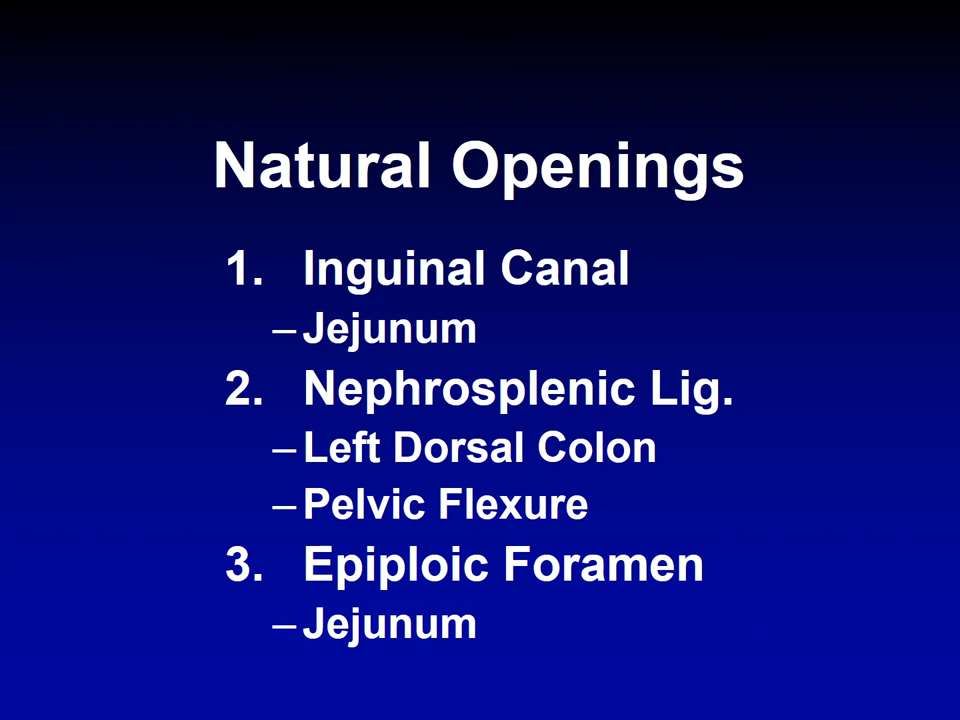 Natural Openings
1. Inguinal Canal
– Jejunum
2. Nephrosplenic Lig.
– Left Dorsal Colon
– Pelvic Flexure
3. Epiploic Foramen
– Jejunum